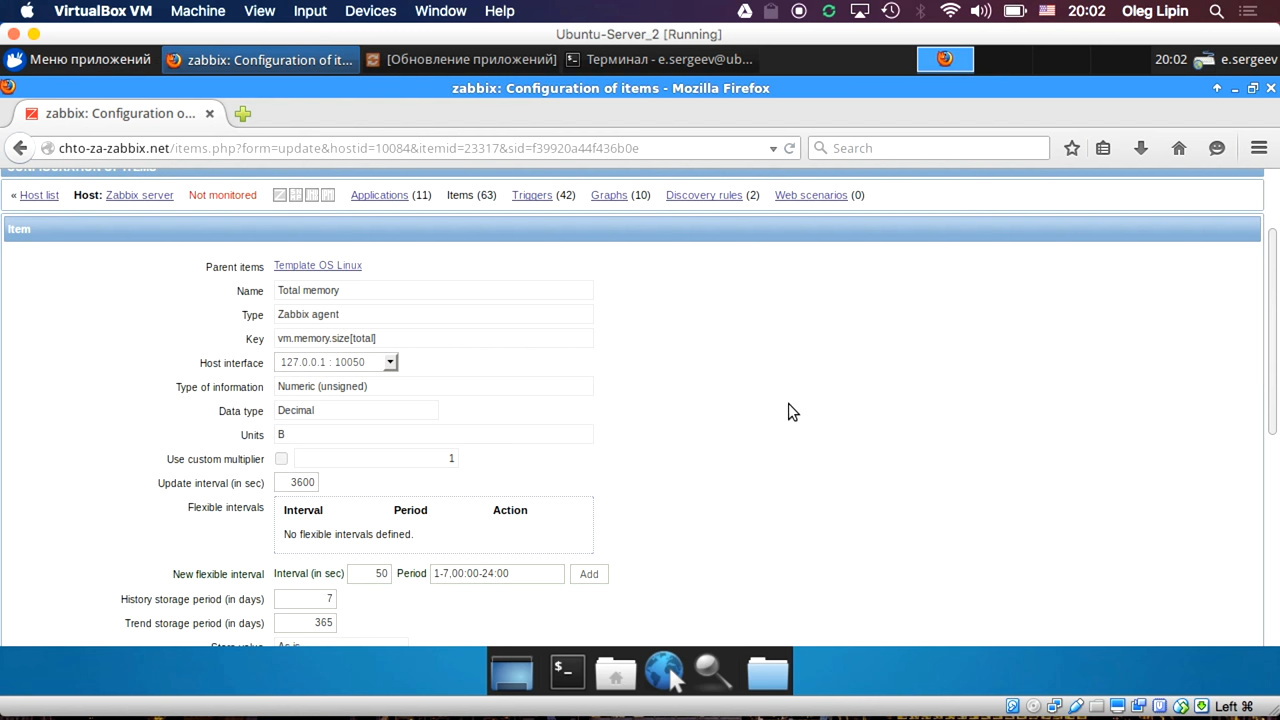 VirtualBox VM Machine View Input Devices Window Help 20:02 Oleg Lipin
Ubuntu-Server_2 [Running]
Меню приложений zabbix: Configuration of it... [Обновление приложений] Терминал - e.sergeev@ub... 20:02 e.sergeev
zabbix: Configuration of items - Mozilla Firefox
zabbix: Configuration o...
chto-za-zabbix.net/items.php?form=update&hostid=10084&itemid=23317&sid=f39920a44f436b0e Search
CONFIGURATION OF ITEMS
« Host list Host: Zabbix server Not monitored Applications (11) Items (63) Triggers (42) Graphs (10) Discovery rules (2) Web scenarios (0)
Item
Parent items Template OS Linux
Name Total memory
Type Zabbix agent
Key vm.memory.size[total]
Host interface 127.0.0.1 : 10050
Type of information Numeric (unsigned)
Data type Decimal
Units B
Use custom multiplier 1
Update interval (in sec) 3600
Flexible intervals Interval Period Action
No flexible intervals defined.
New flexible interval Interval (in sec) 50 Period 1-7,00:00-24:00 Add
History storage period (in days) 7
Trend storage period (in days) 365
Store value As is
Left ⌘